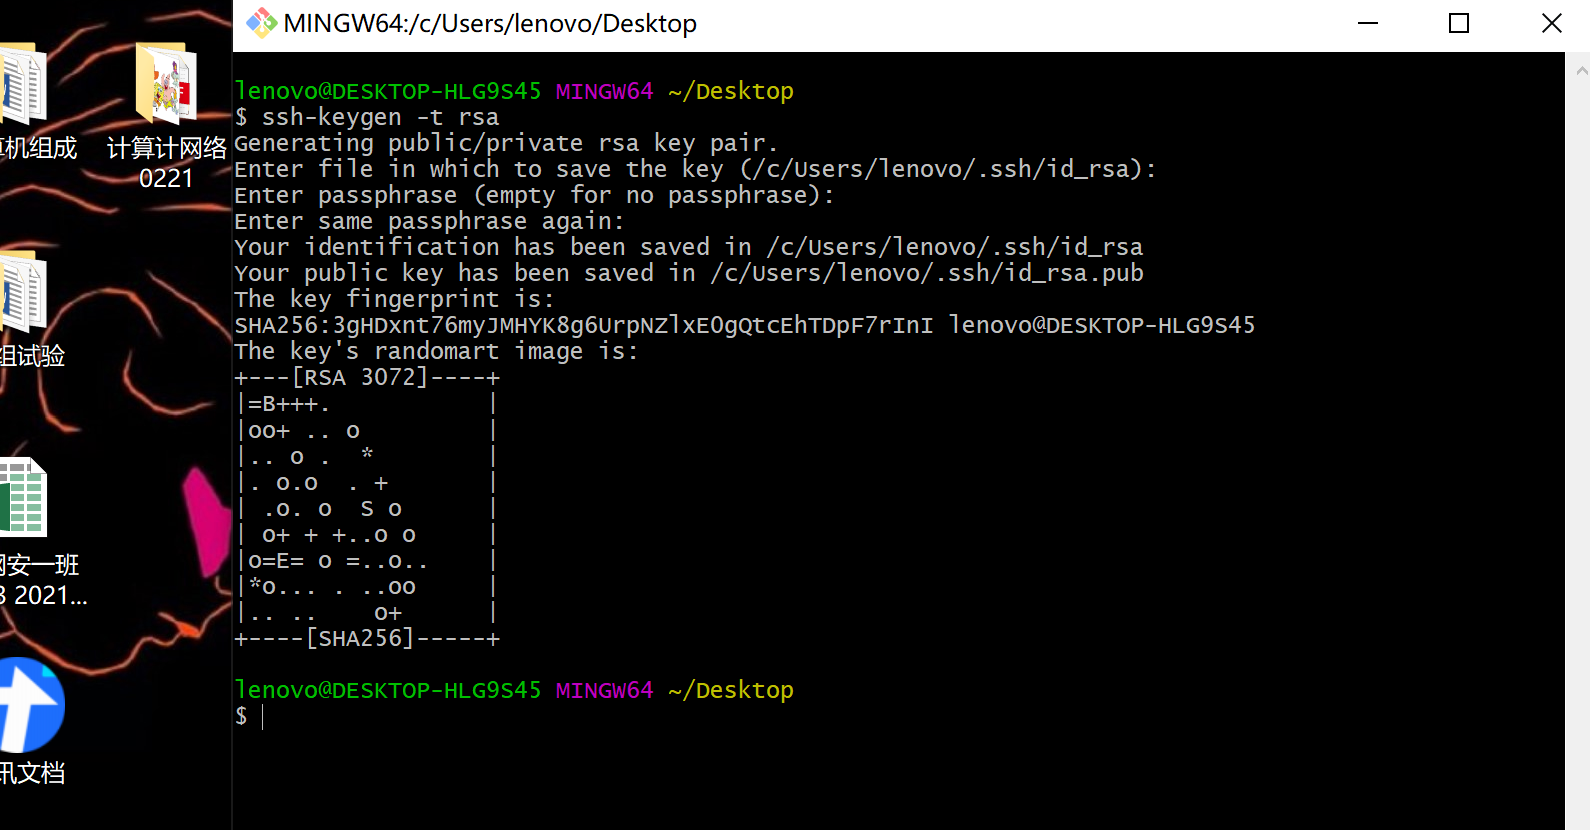 MINGW64:/c/Users/lenovo/Desktop
机组成
计算计网络
0221
组试验
安一班
2021...
讯文档
lenovo@DESKTOP-HLG9S45 MINGW64 ~/Desktop
$ ssh-keygen -t rsa
Generating public/private rsa key pair.
Enter file in which to save the key (/c/Users/lenovo/.ssh/id_rsa):
Enter passphrase (empty for no passphrase):
Enter same passphrase again:
Your identification has been saved in /c/Users/lenovo/.ssh/id_rsa
Your public key has been saved in /c/Users/lenovo/.ssh/id_rsa.pub
The key fingerprint is:
SHA256:3gHDxnt76myJMHYK8g6UrpNZlxE0gQtcEhTDpF7rInI lenovo@DESKTOP-HLG9S45
The key's randomart image is:
+---[RSA 3072]----+
|=B+++.           |
|oo+ .. o         |
|.. o .  *        |
|. o.o  . +       |
| .o. o  S o      |
| o+ + +..o o     |
|o=E= o =..o..    |
|*o... . ..oo     |
|.. ..    o+      |
+----[SHA256]-----+
lenovo@DESKTOP-HLG9S45 MINGW64 ~/Desktop
$